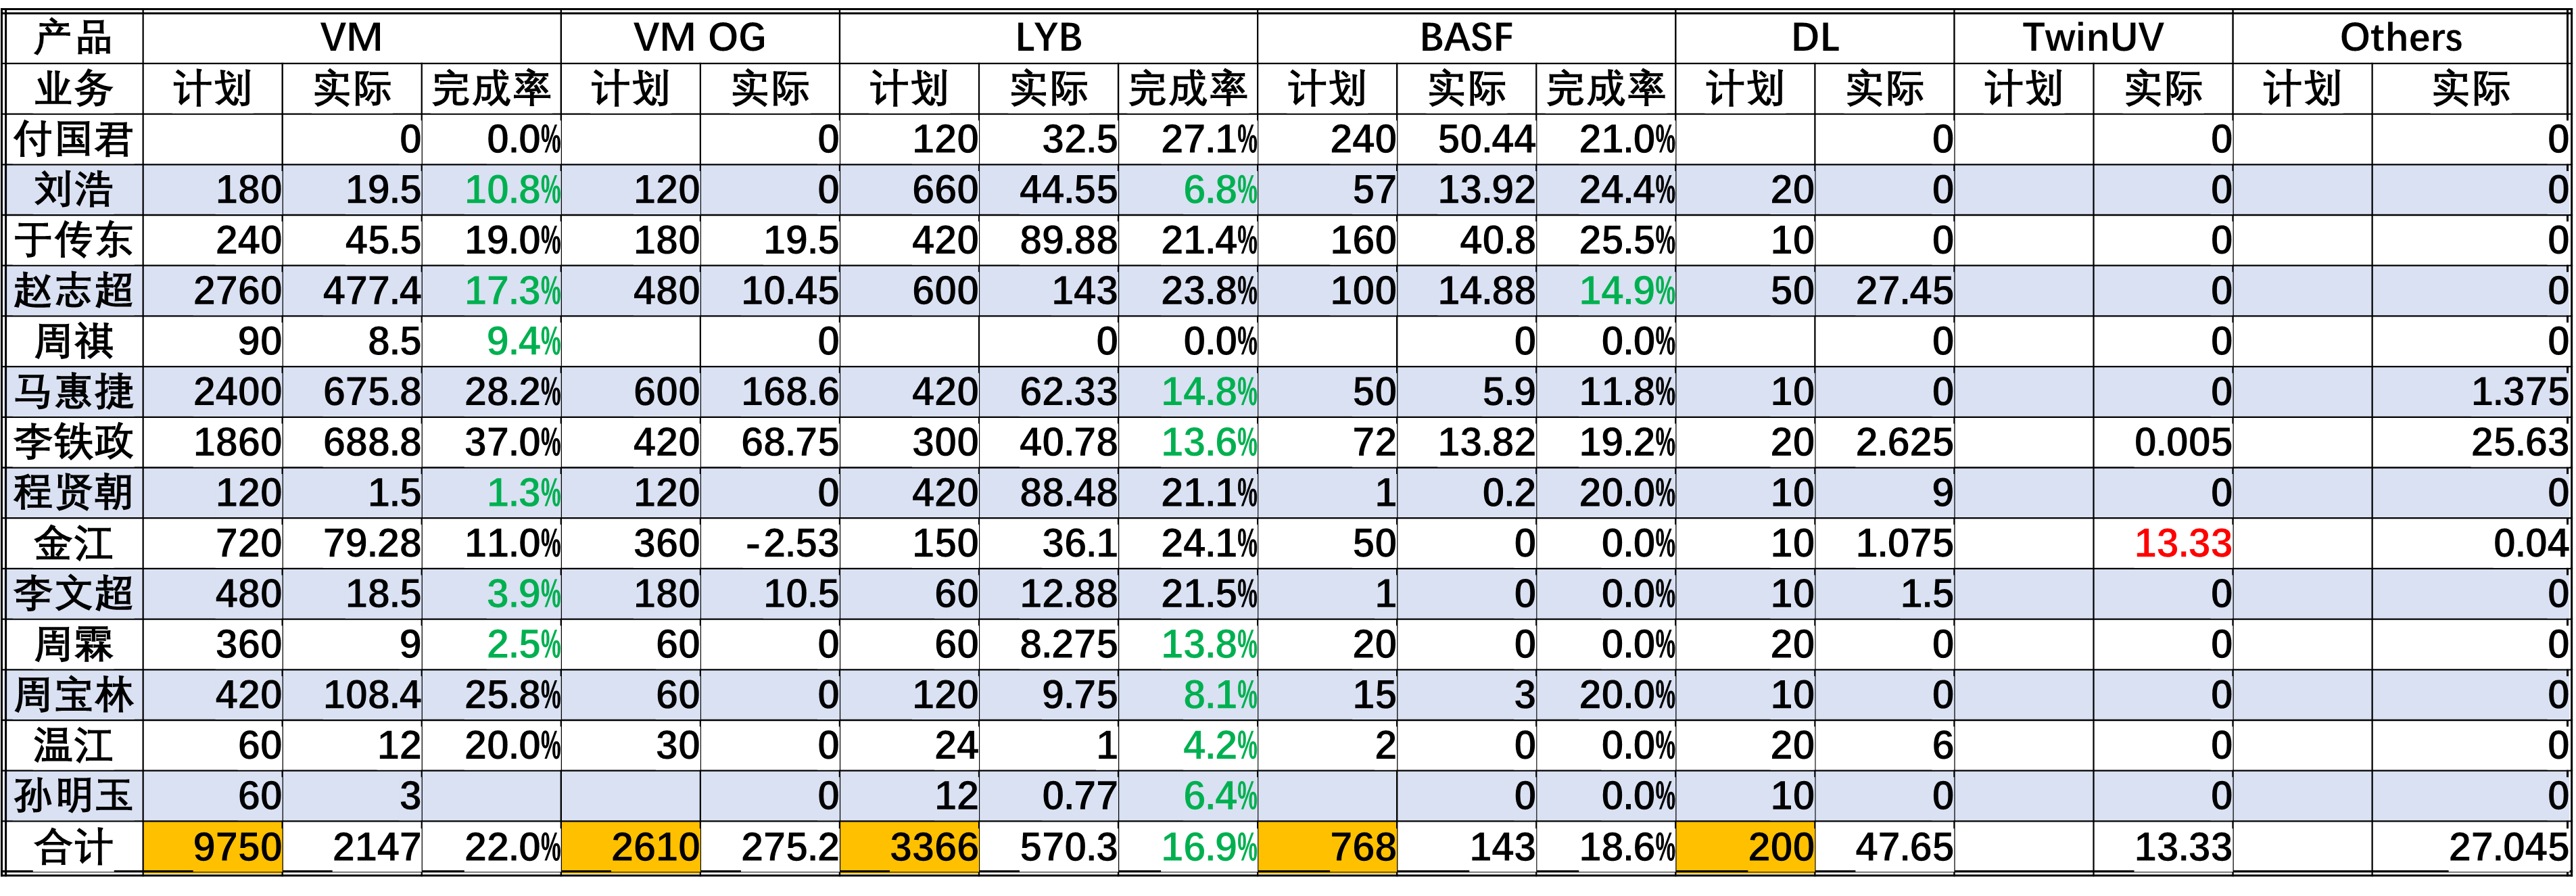 产品 VM VM OG LYB BASF DL TwinUV Others
业务 计划 实际 完成率 计划 实际 计划 实际 完成率 计划 实际 完成率 计划 实际 计划 实际 计划 实际
付国君 0 0.0% 0 120 32.5 27.1% 240 50.44 21.0% 0 0 0
刘浩 180 19.5 10.8% 120 0 660 44.55 6.8% 57 13.92 24.4% 20 0 0 0
于传东 240 45.5 19.0% 180 19.5 420 89.88 21.4% 160 40.8 25.5% 10 0 0 0
赵志超 2760 477.4 17.3% 480 10.45 600 143 23.8% 100 14.88 14.9% 50 27.45 0 0
周祺 90 8.5 9.4% 0 0 0.0% 0 0.0% 0 0 0
马惠捷 2400 675.8 28.2% 600 168.6 420 62.33 14.8% 50 5.9 11.8% 10 0 0 1.375
李铁政 1860 688.8 37.0% 420 68.75 300 40.78 13.6% 72 13.82 19.2% 20 2.625 0.005 25.63
程贤朝 120 1.5 1.3% 120 0 420 88.48 21.1% 1 0.2 20.0% 10 9 0 0
金江 720 79.28 11.0% 360 -2.53 150 36.1 24.1% 50 0 0.0% 10 1.075 13.33 0.04
李文超 480 18.5 3.9% 180 10.5 60 12.88 21.5% 1 0 0.0% 10 1.5 0 0
周霖 360 9 2.5% 60 0 60 8.275 13.8% 20 0 0.0% 20 0 0 0
周宝林 420 108.4 25.8% 60 0 120 9.75 8.1% 15 3 20.0% 10 0 0 0
温江 60 12 20.0% 30 0 24 1 4.2% 2 0 0.0% 20 6 0 0
孙明玉 60 3 0 12 0.77 6.4% 0 0.0% 10 0 0 0
合计 9750 2147 22.0% 2610 275.2 3366 570.3 16.9% 768 143 18.6% 200 47.65 13.33 27.045